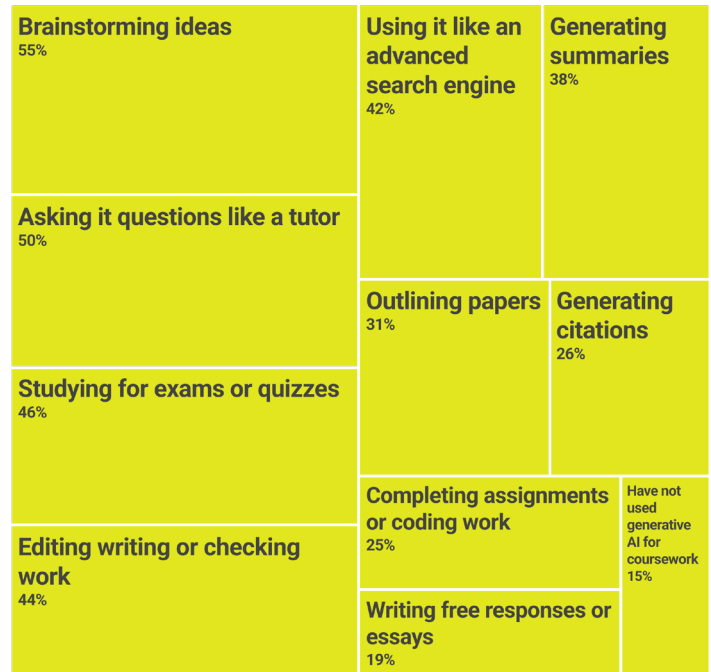 Brainstorming ideas
55%
Asking it questions like a tutor
50%
Studying for exams or quizzes
46%
Editing writing or checking
work
44%
Using it like an
advanced
search engine
42%
Generating
summaries
38%
Outlining papers
31%
Generating
citations
26%
Completing assignments
or coding work
25%
Writing free responses or
essays
19%
Have not
used
generative
AI for
coursework
15%